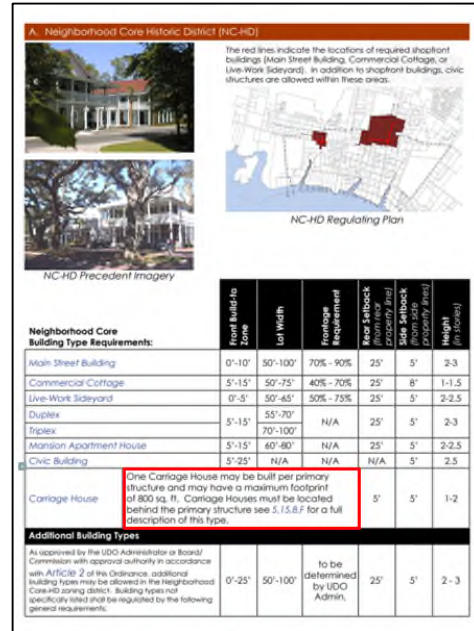 A. Neighborhood Core Historic District (NC-HD)
The red lines indicate the locations of required shopfront
buildings (Main Street Building, Commercial Cottage, or
Live-Work Sideyard). In addition to shopfront buildings, civic
structures are allowed within these areas.
NC-HD Regulating Plan
NC-HD Precedent Imagery
Neighborhood Core
Building Type Requirements:
Front Build-to
Zone
Lot Width
Frontage
Requirement
Rear Setback
(from rear
property line)
Side Setback
(from side
property lines)
Height
(in stories)
Main Street Building 0'-10' 50'-100' 70% - 90% 25' 5' 2-3
Commercial Cottage 5'-15' 50'-75' 40% - 70% 25' 8' 1-1.5
Live-Work Sideyard 0'-5' 50'-65' 50% - 75% 25' 5' 2-2.5
Duplex 5'-15' 55'-70' N/A 25' 5' 2-3
Triplex 70'-100'
Mansion Apartment House 5'-15' 60'-80' N/A 25' 5' 2-2.5
Civic Building 5'-25' N/A N/A N/A 5' 2.5
Carriage House
One Carriage House may be built per primary
structure and may have a maximum footprint
of 800 sq. ft. Carriage Houses must be located
behind the primary structure see 5.15.8.F for a full
description of this type.
5' 5' 1-2
Additional Building Types
As approved by the UDO Administrator or Board/
Commission with approval authority in accordance
with Article 2 of this Ordinance, additional
building types may be allowed in the Neighborhood
Core-HD zoning district. Building types not
specifically listed shall be regulated by the following
general requirements:
0'-25' 50'-100'
to be
determined
by UDO
Admin.
25' 5' 2 - 3